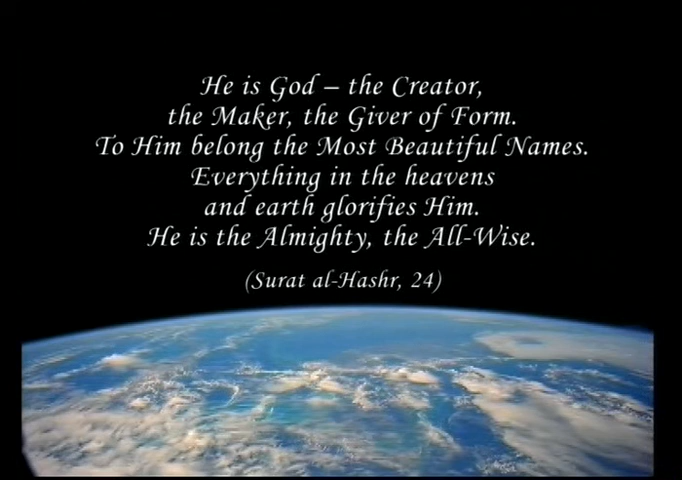 He is God – the Creator,
the Maker, the Giver of Form.
To Him belong the Most Beautiful Names.
Everything in the heavens
and earth glorifies Him.
He is the Almighty, the All-Wise.
(Surat al-Hashr, 24)